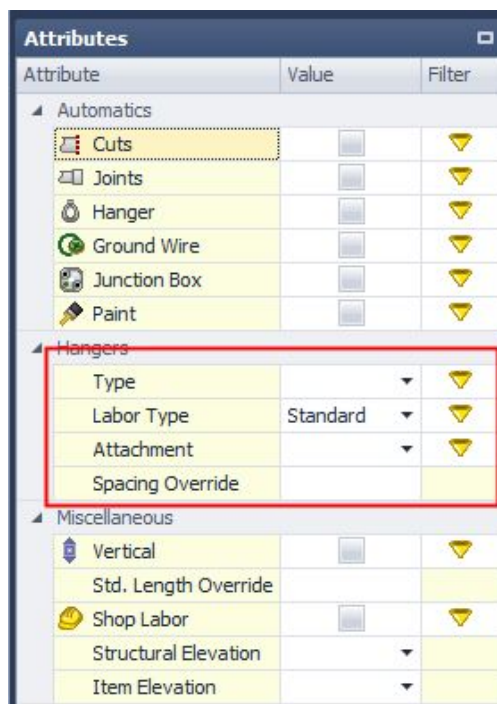 Attributes
Attribute Value Filter
Automatics
Cuts
Joints
Hanger
Ground Wire
Junction Box
Paint
Hangers
Type
Labor Type Standard
Attachment
Spacing Override
Miscellaneous
Vertical
Std. Length Override
Shop Labor
Structural Elevation
Item Elevation